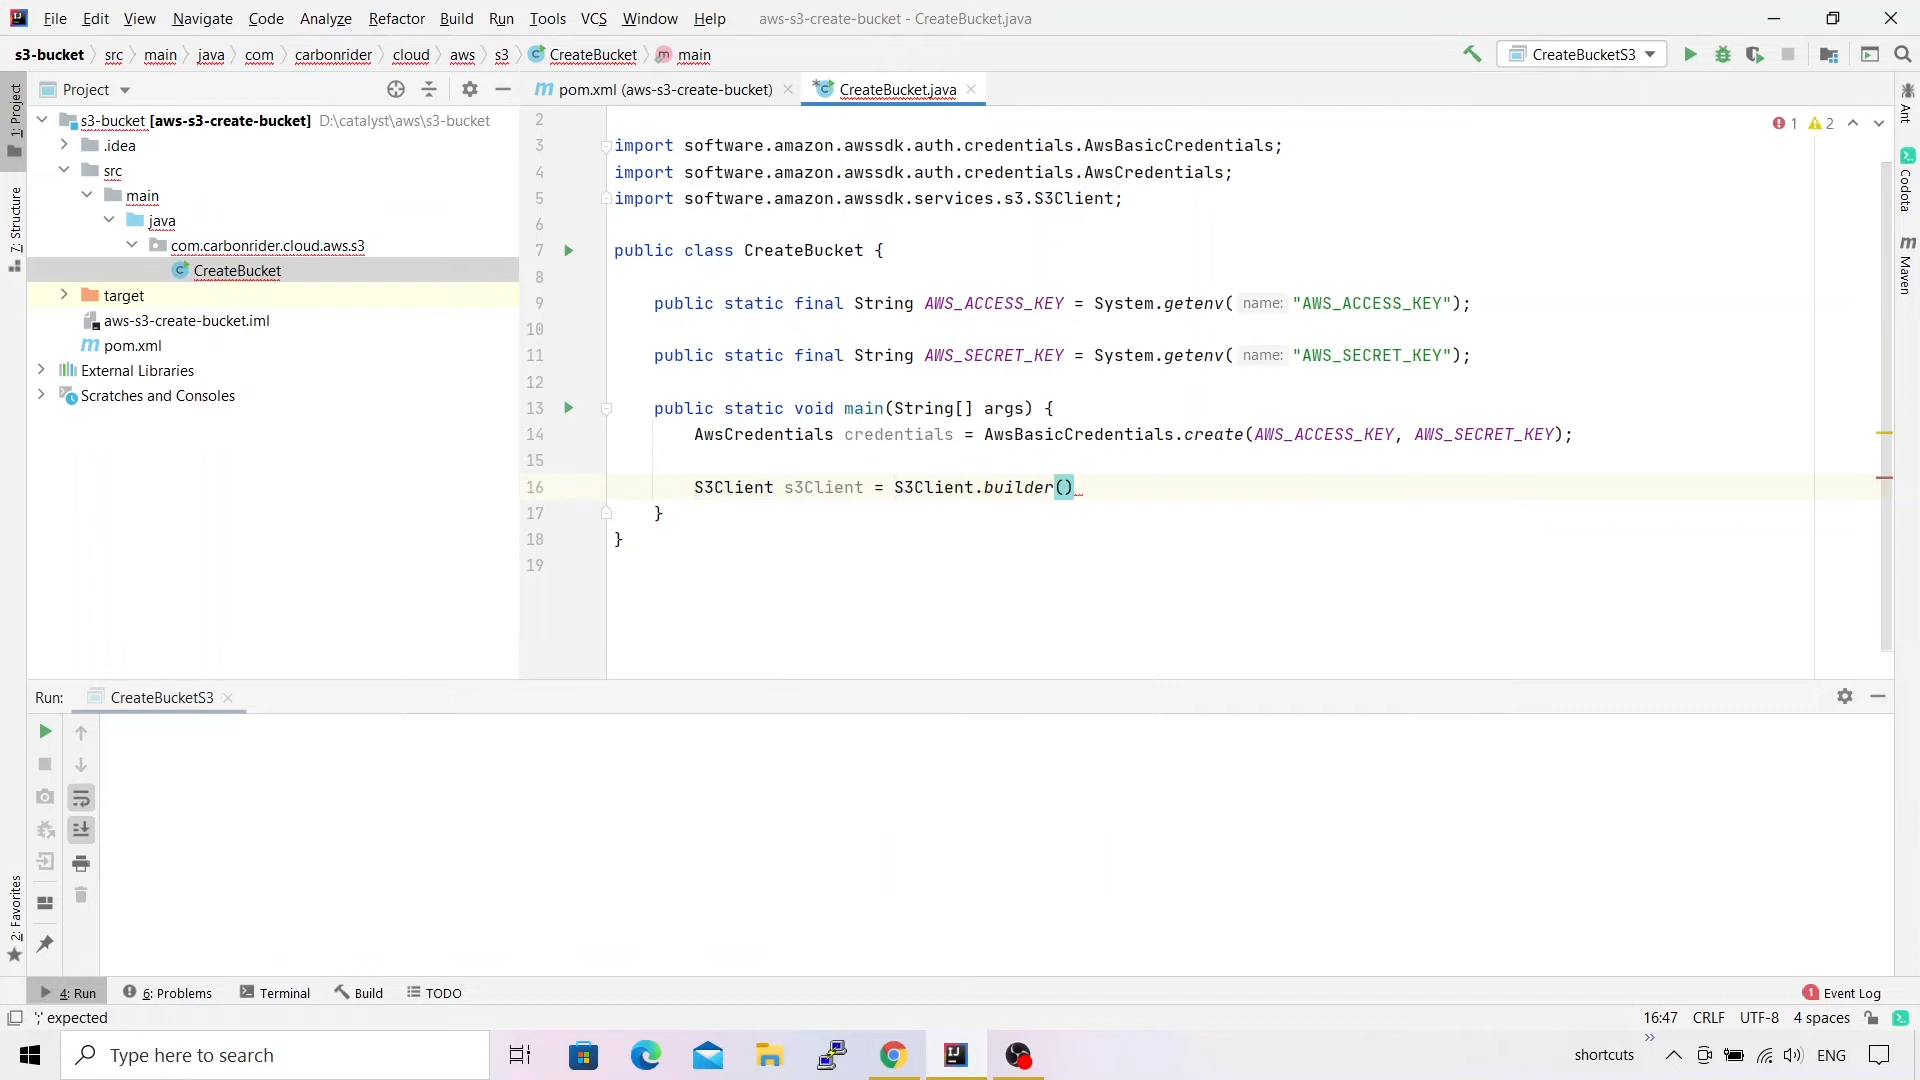 File Edit View Navigate Code Analyze Refactor Build Run Tools VCS Window Help aws-s3-create-bucket - CreateBucket.java
s3-bucket src main java com carbonrider cloud aws s3 CreateBucket main CreateBucketS3
Project
pom.xml (aws-s3-create-bucket) CreateBucket.java
1: Project
7: Structure
2: Favorites
s3-bucket [aws-s3-create-bucket] D:\catalyst\aws\s3-bucket
.idea
src
main
java
com.carbonrider.cloud.aws.s3
CreateBucket
target
aws-s3-create-bucket.iml
pom.xml
External Libraries
Scratches and Consoles
1 2
2
3 import software.amazon.awssdk.auth.credentials.AwsBasicCredentials;
4 import software.amazon.awssdk.auth.credentials.AwsCredentials;
5 import software.amazon.awssdk.services.s3.S3Client;
6
7 public class CreateBucket {
8
9 public static final String AWS_ACCESS_KEY = System.getenv( name: "AWS_ACCESS_KEY");
10
11 public static final String AWS_SECRET_KEY = System.getenv( name: "AWS_SECRET_KEY");
12
13 public static void main(String[] args) {
14 AwsCredentials credentials = AwsBasicCredentials.create(AWS_ACCESS_KEY, AWS_SECRET_KEY);
15
16 S3Client s3Client = S3Client.builder()
17 }
18 }
19
Ant
Codota
Maven
Run: CreateBucketS3
4: Run 6: Problems Terminal Build TODO 1 Event Log
';' expected 16:47 CRLF UTF-8 4 spaces
Type here to search shortcuts ENG